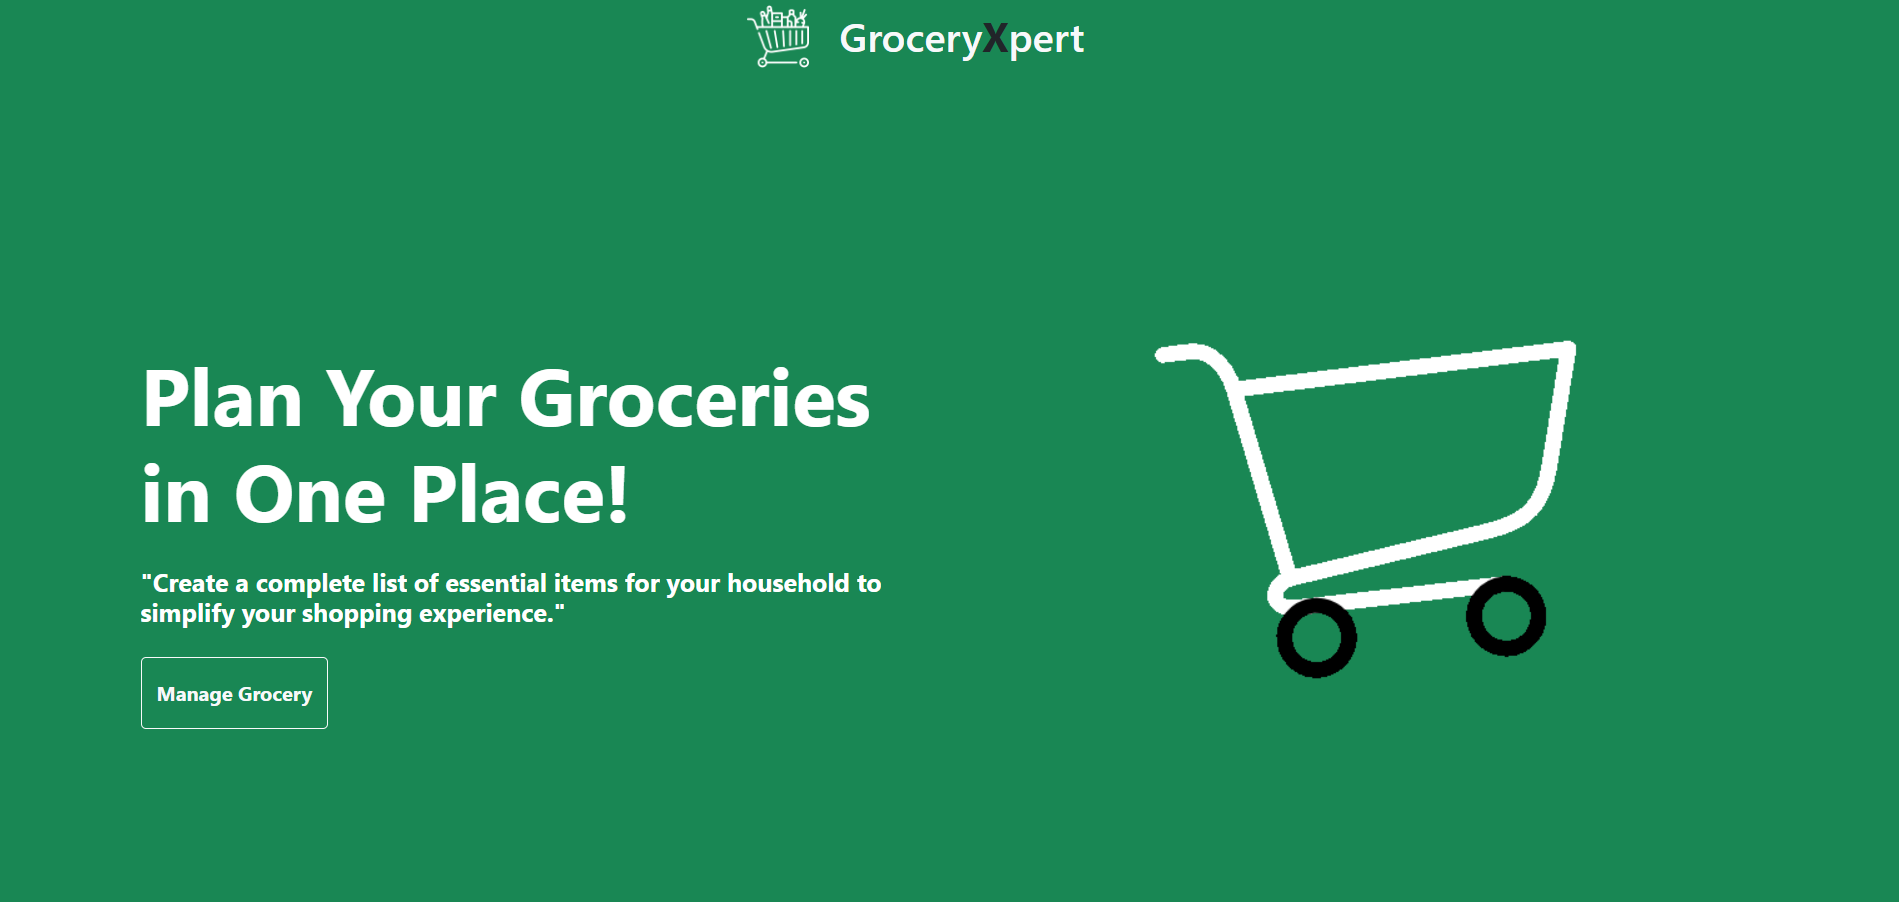 GroceryXpert
Plan Your Groceries
in One Place!
"Create a complete list of essential items for your household to
simplify your shopping experience."
Manage Grocery